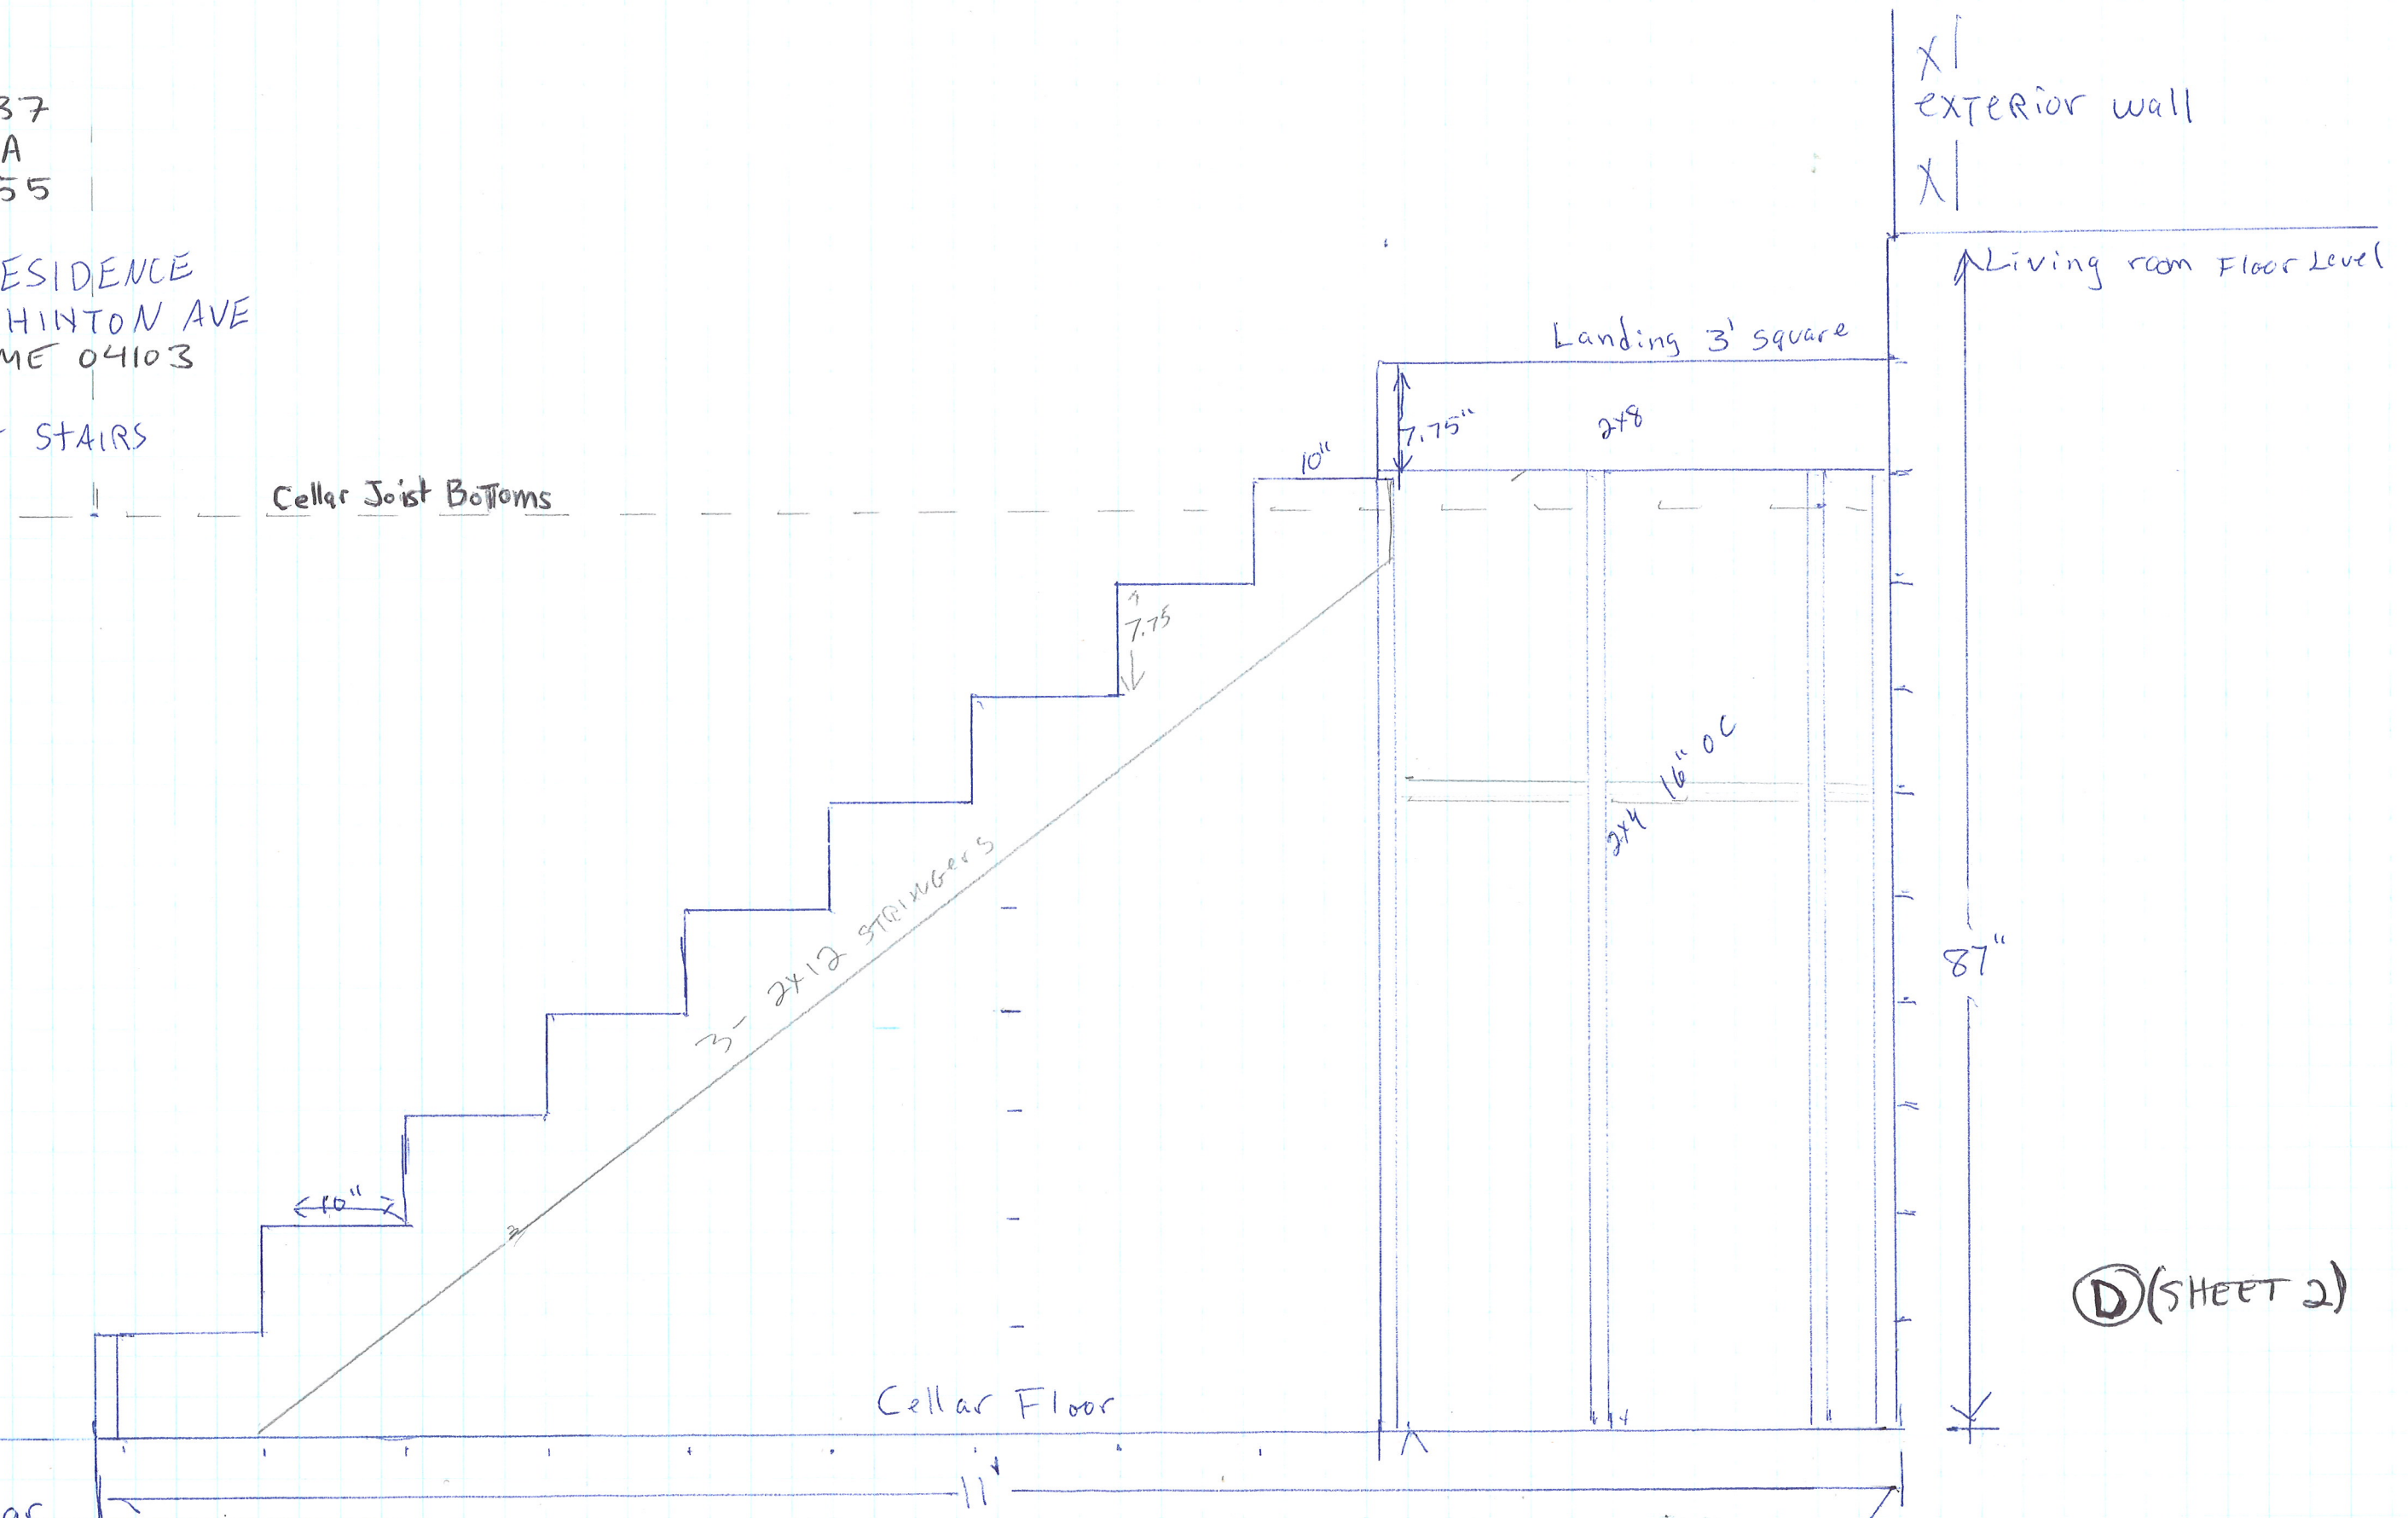 37
A
55
ESIDENCE
HINTON AVE
ME 04103
STAIRS
Cellar Joist Bottoms
X
exterior wall
X
Living room Floor Level
Landing 3' square
7.75"
2x8
10"
7.75
16" OC
2x4
3- 2x12 STRINGERS
87"
10"
D (SHEET 2)
Cellar Floor
11'
ar